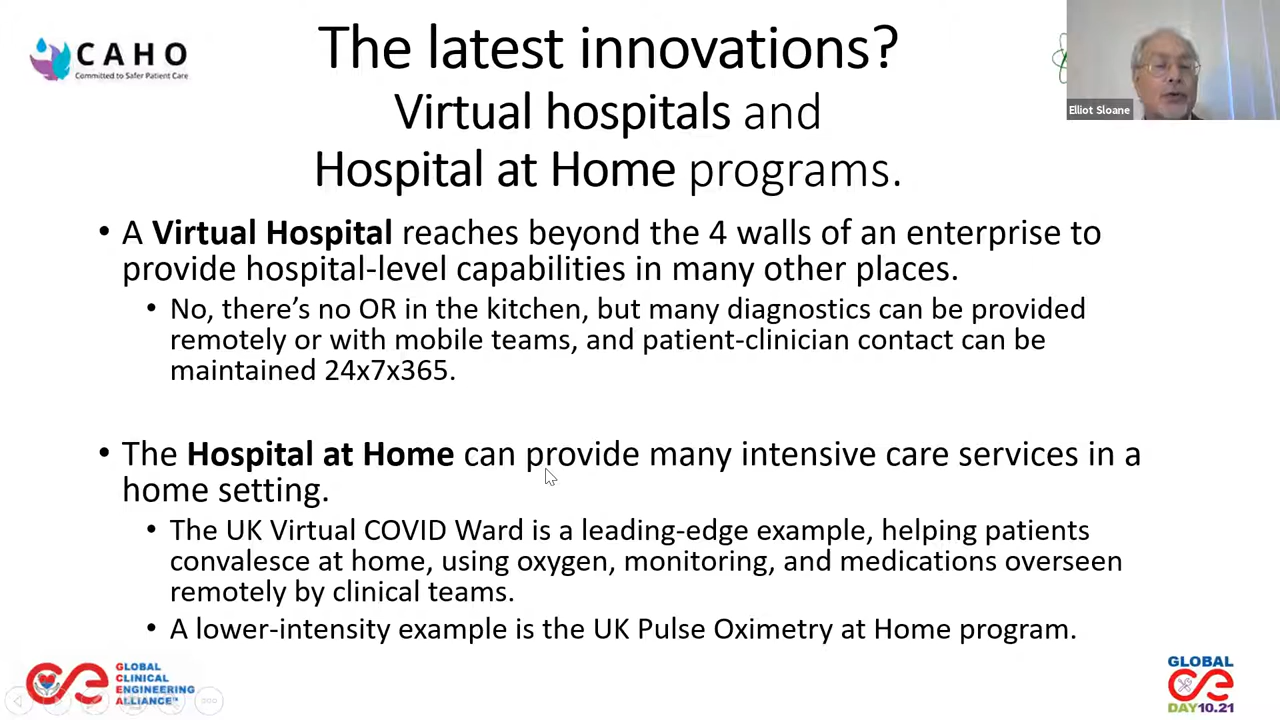 CAHO
Committed to Safer Patient Care
The latest innovations?
Virtual hospitals and
Hospital at Home programs.
Elliot Sloane
• A Virtual Hospital reaches beyond the 4 walls of an enterprise to
provide hospital-level capabilities in many other places.
• No, there’s no OR in the kitchen, but many diagnostics can be provided
remotely or with mobile teams, and patient-clinician contact can be
maintained 24x7x365.
• The Hospital at Home can provide many intensive care services in a
home setting.
• The UK Virtual COVID Ward is a leading-edge example, helping patients
convalesce at home, using oxygen, monitoring, and medications overseen
remotely by clinical teams.
• A lower-intensity example is the UK Pulse Oximetry at Home program.
GLOBAL
CLINICAL
ENGINEERING
ALLIANCE
GLOBAL
CE
DAY10.21